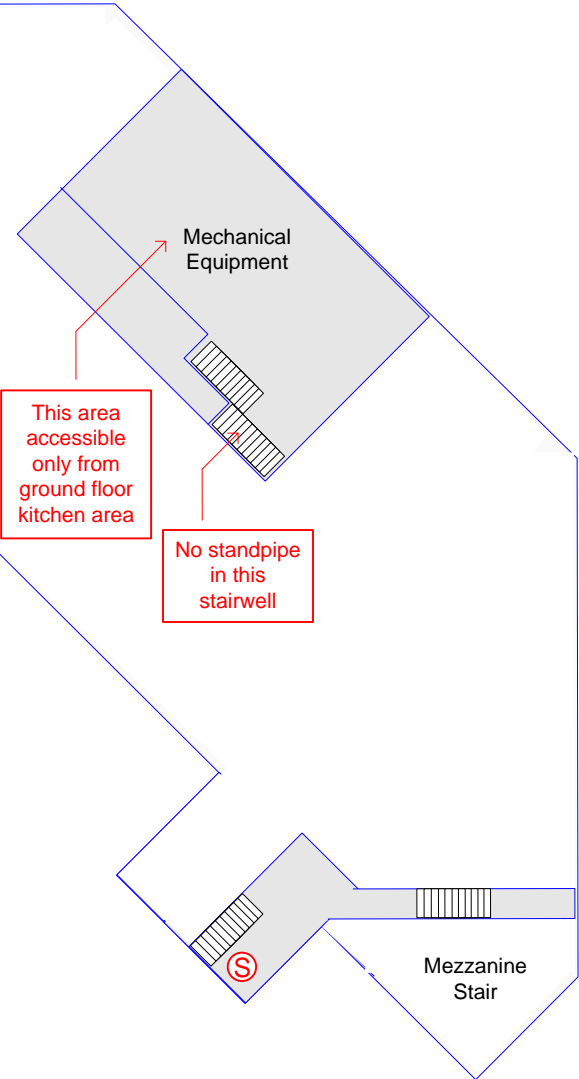 Mechanical
Equipment
This area
accessible
only from
ground floor
kitchen area
No standpipe
in this
stairwell
S
Mezzanine
Stair